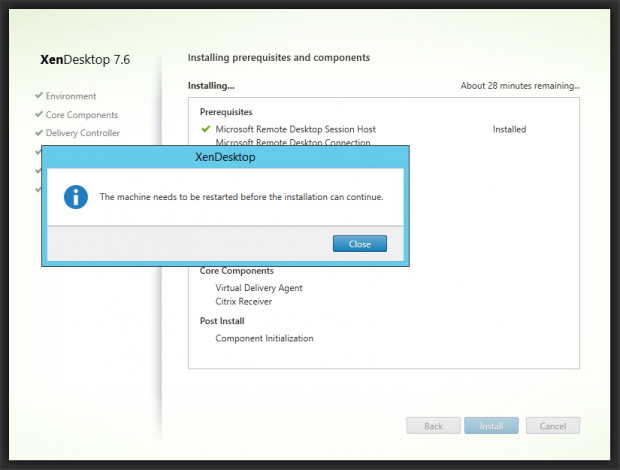 XenDesktop 7.6
Installing prerequisites and components
Installing...
About 28 minutes remaining...
Environment
Core Components
Delivery Controller
Prerequisites
Microsoft Remote Desktop Session Host
Installed
Microsoft Remote Desktop Connection
XenDesktop
The machine needs to be restarted before the installation can continue.
Close
Core Components
Virtual Delivery Agent
Citrix Receiver
Post Install
Component Initialization
Back
Install
Cancel